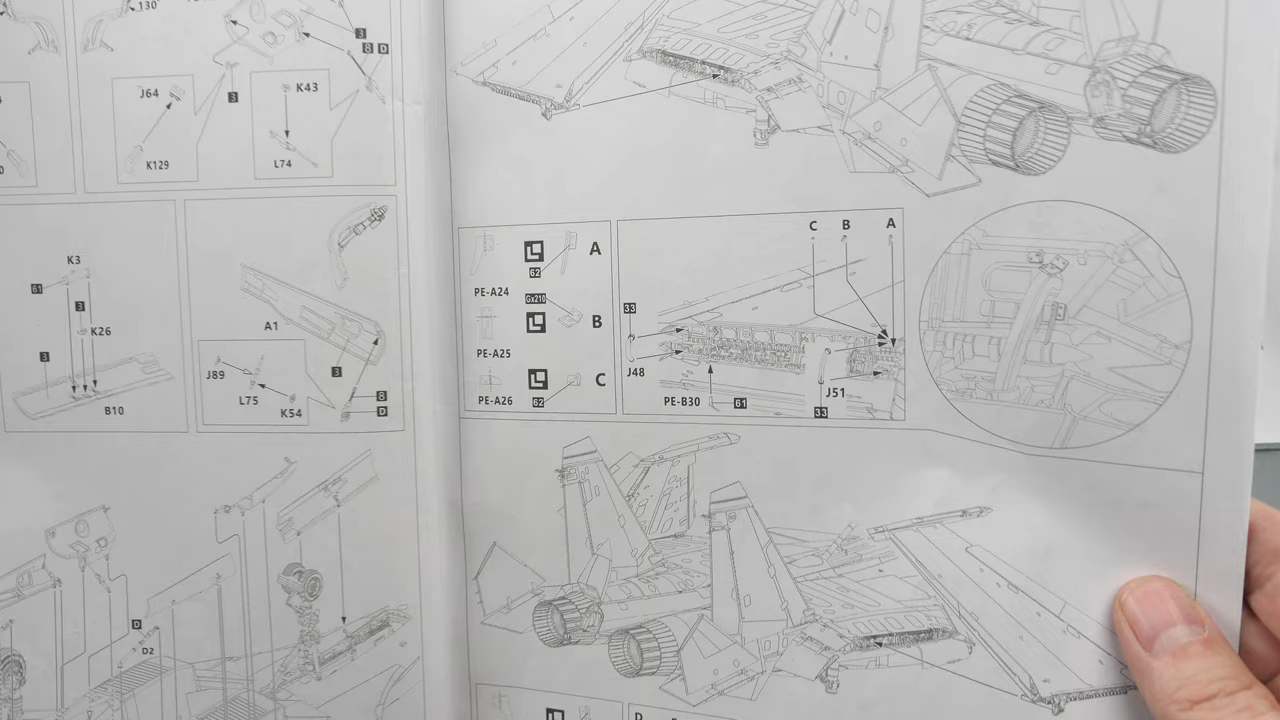 130
3
8 D
J64
3
K43
K129
L74
K3
61
3
K26
3
B10
A1
J89
L75
K54
3
8
D
D
D2
PE-A24
62
A
Gx210
PE-A25
B
PE-A26
62
C
C B A
33
J48
PE-B30
61
J51
33
D